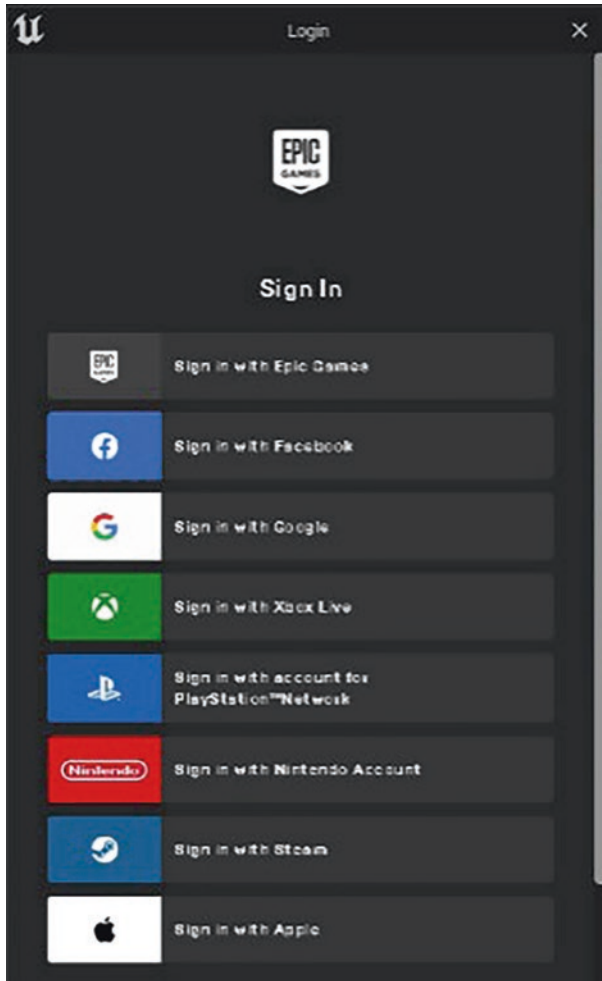 Login
EPIC
GAMES
Sign In
EPIC
GAMES
Sign in with Epic Games
Sign in with Facebook
Sign in with Google
Sign in with Xbox Live
Sign in with account for
PlayStation™Network
Nintendo
Sign in with Nintendo Account
Sign in with Steam
Sign in with Apple